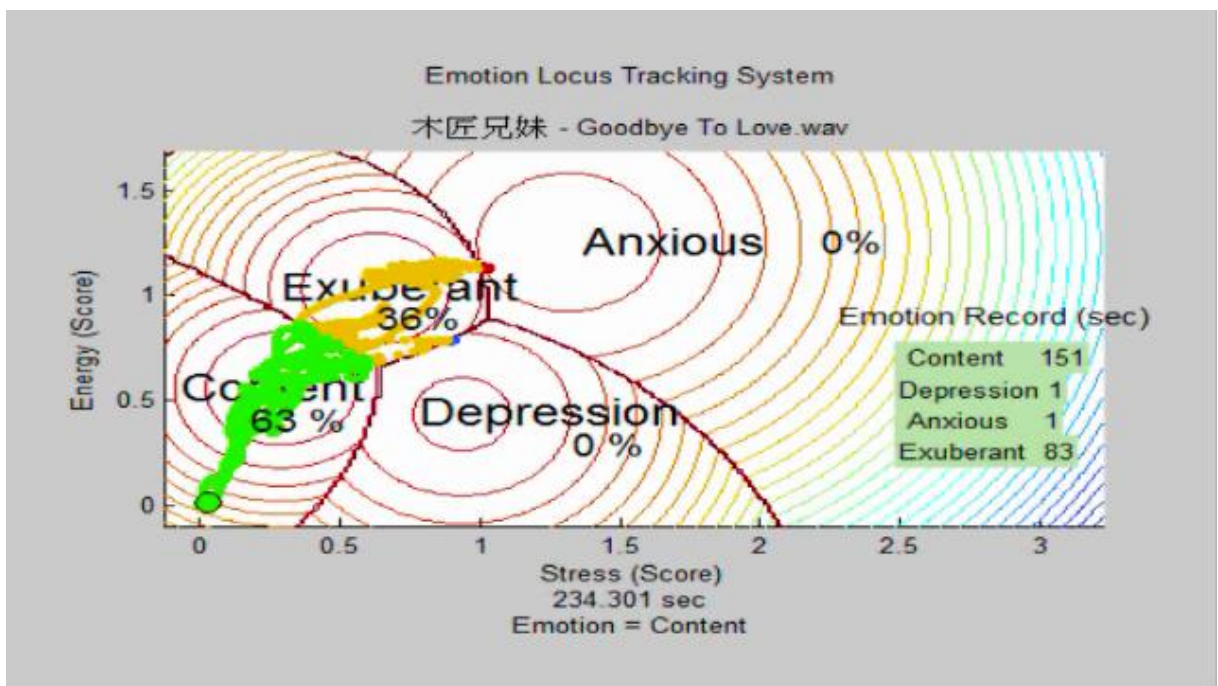 Emotion Locus Tracking System
木匠兄妹 - Goodbye To Love.wav
1.5
1
0.5
0
Energy (Score)
Anxious 0%
Exuberant
36%
Content
63 %
Depression
0 %
Emotion Record (sec)
Content 151
Depression 1
Anxious 1
Exuberant 83
0 0.5 1 1.5 2 2.5 3
Stress (Score)
234.301 sec
Emotion = Content